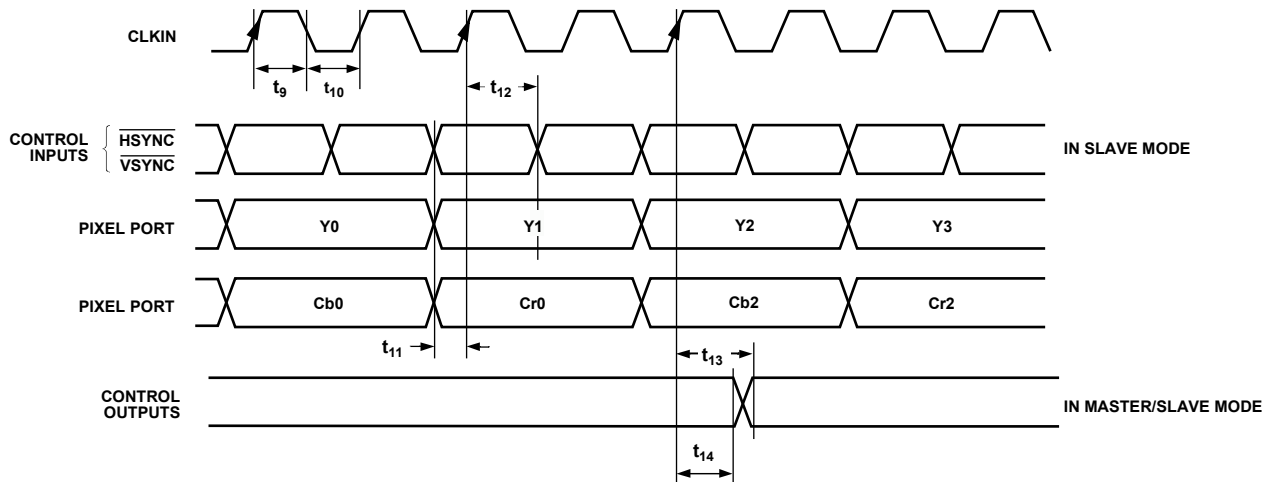 CLKIN
t9
t10
t12
CONTROL INPUTS
HSYNC
VSYNC
IN SLAVE MODE
PIXEL PORT
Y0
Y1
Y2
Y3
PIXEL PORT
Cb0
Cr0
Cb2
Cr2
t11
t13
CONTROL OUTPUTS
IN MASTER/SLAVE MODE
t14